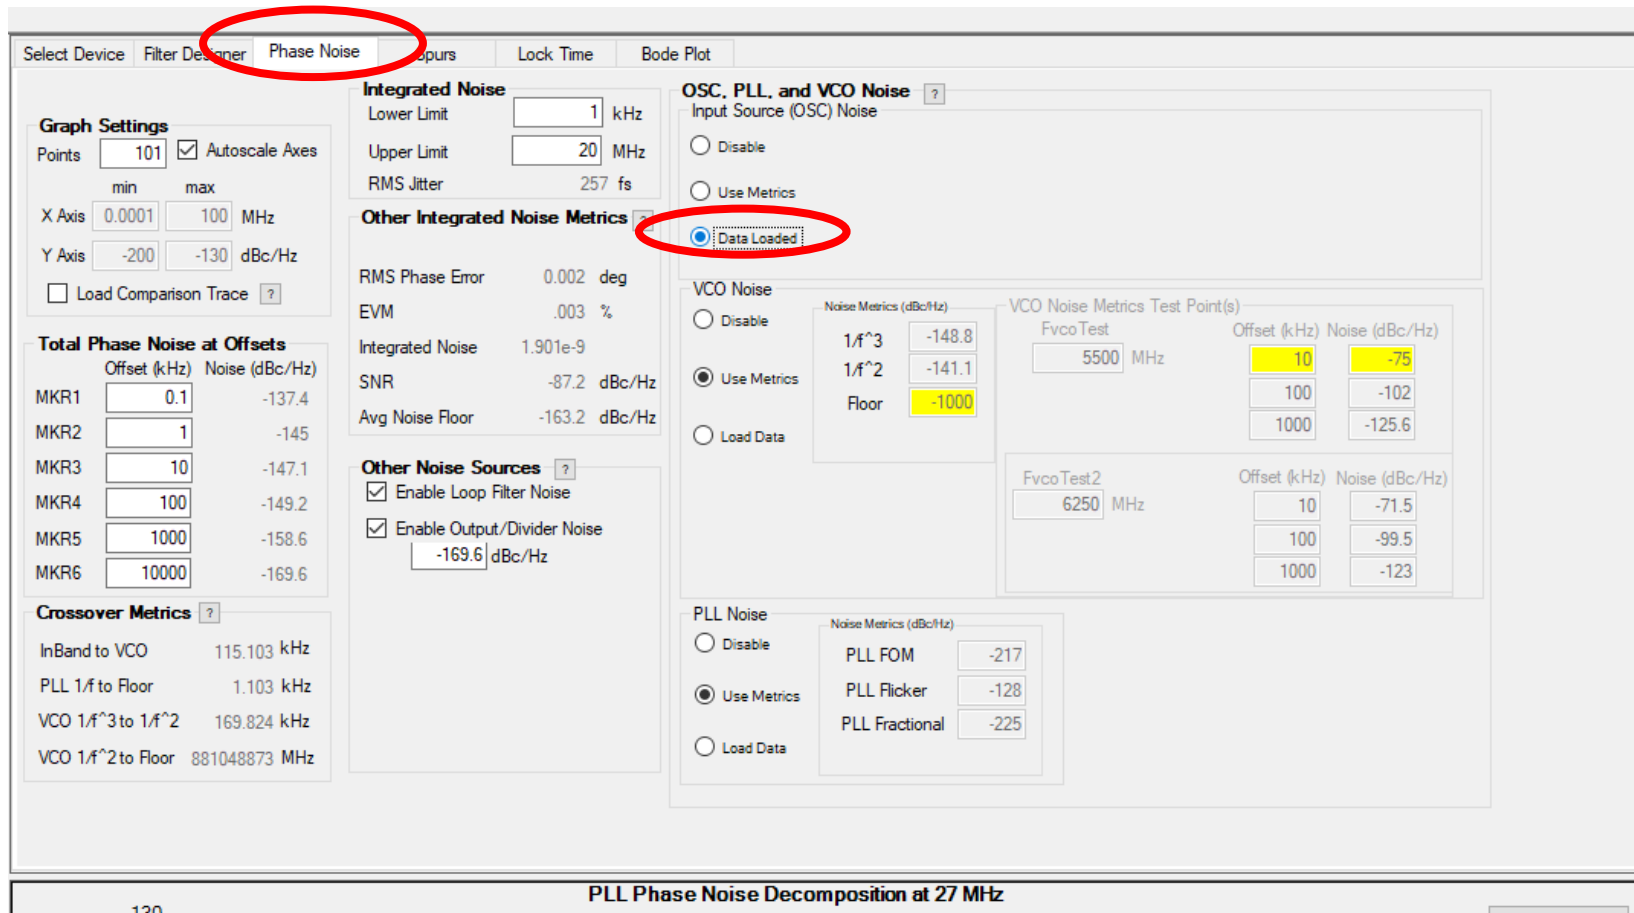 Select Device Filter Designer Phase Noise Spurs Lock Time Bode Plot
Graph Settings
Points 101 Autoscale Axes
min max
X Axis 0.0001 100 MHz
Y Axis -200 -130 dBc/Hz
Load Comparison Trace ?
Total Phase Noise at Offsets
Offset (kHz) Noise (dBc/Hz)
MKR1 0.1 -137.4
MKR2 1 -145
MKR3 10 -147.1
MKR4 100 -149.2
MKR5 1000 -158.6
MKR6 10000 -169.6
Crossover Metrics ?
InBand to VCO 115.103 kHz
PLL 1/f to Floor 1.103 kHz
VCO 1/f^3 to 1/f^2 169.824 kHz
VCO 1/f^2 to Floor 881048873 MHz
Integrated Noise
Lower Limit 1 kHz
Upper Limit 20 MHz
RMS Jitter 257 fs
Other Integrated Noise Metrics ?
RMS Phase Error 0.002 deg
EVM .003 %
Integrated Noise 1.901e-9
SNR -87.2 dBc/Hz
Avg Noise Floor -163.2 dBc/Hz
Other Noise Sources ?
Enable Loop Filter Noise
Enable Output/Divider Noise
-169.6 dBc/Hz
OSC, PLL, and VCO Noise ?
Input Source (OSC) Noise
Disable
Use Metrics
Data Loaded
VCO Noise
Disable
Use Metrics
Load Data
Noise Metrics (dBc/Hz)
1/f^3 -148.8
1/f^2 -141.1
Floor -1000
VCO Noise Metrics Test Point(s)
FvcoTest Offset (kHz) Noise (dBc/Hz)
5500 MHz 10 -75
100 -102
1000 -125.6
FvcoTest2 Offset (kHz) Noise (dBc/Hz)
6250 MHz 10 -71.5
100 -99.5
1000 -123
PLL Noise
Disable
Use Metrics
Load Data
Noise Metrics (dBc/Hz)
PLL FOM -217
PLL Flicker -128
PLL Fractional -225
PLL Phase Noise Decomposition at 27 MHz